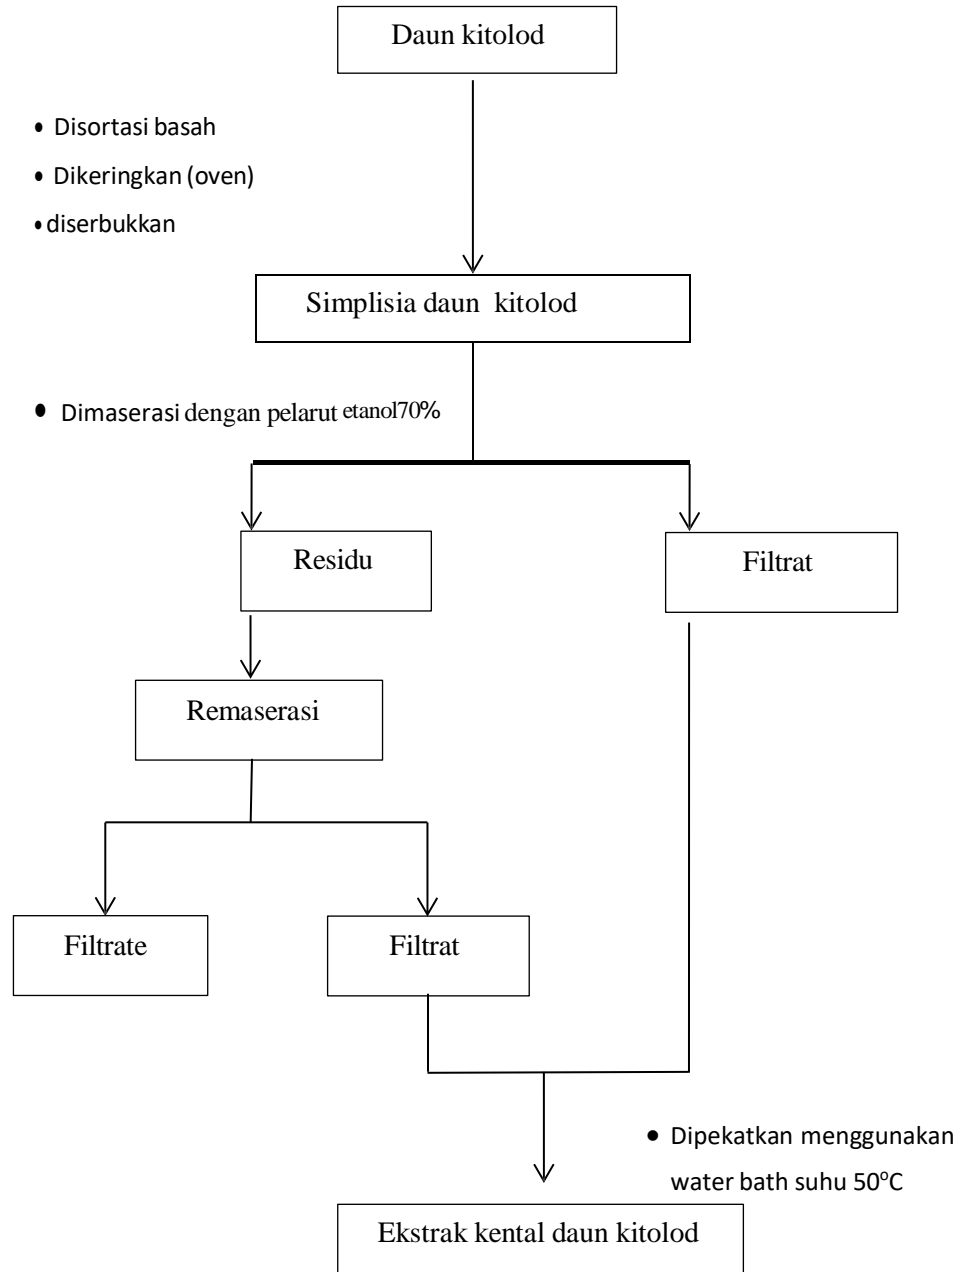 Daun kitolod
• Disortasi basah
• Dikeringkan (oven)
• diserbukkan
Simplisia daun kitolod
• Dimaserasi dengan pelarut etanol70%
Residu
Filtrat
Remaserasi
Filtrate
Filtrat
• Dipekatkan menggunakan
water bath suhu 50°C
Ekstrak kental daun kitolod